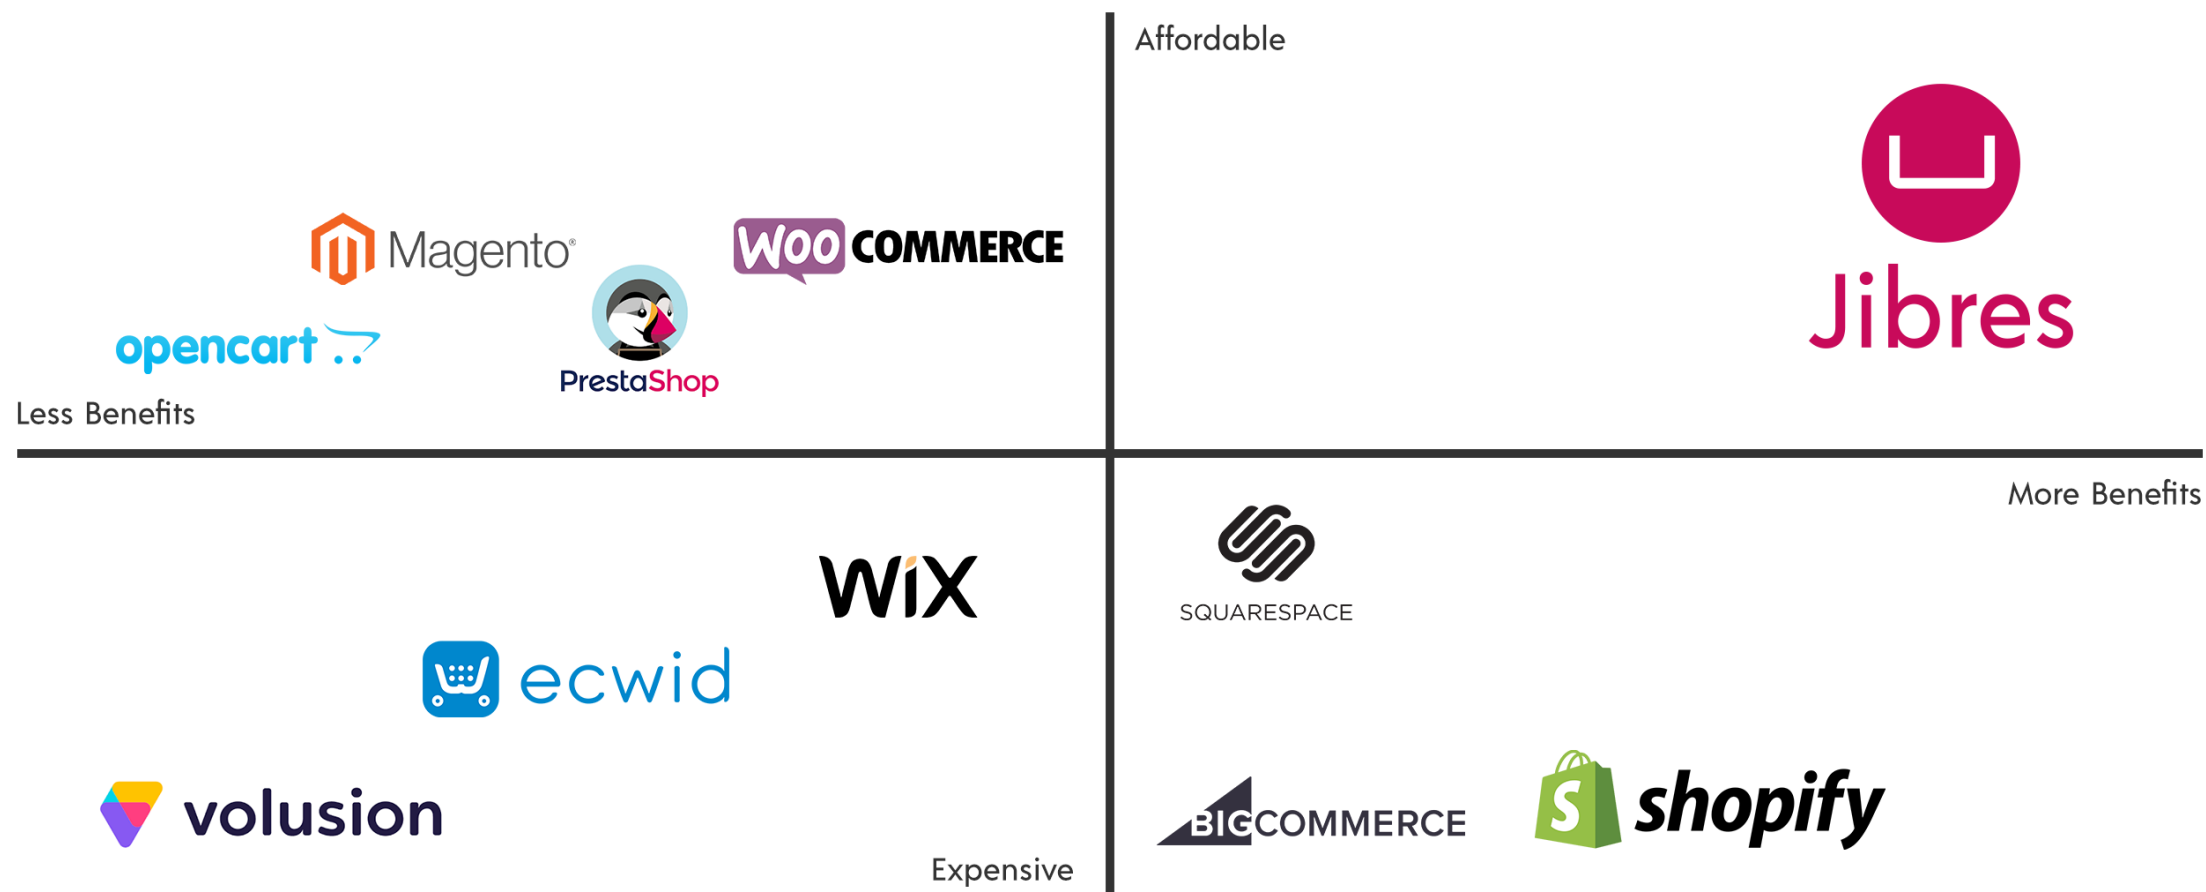 Affordable
Magento®
WOO COMMERCE
opencart
PrestaShop
Jibres
Less Benefits
More Benefits
SQUARESPACE
WiX
ecwid
volusion
BIGCOMMERCE
S shopify
Expensive